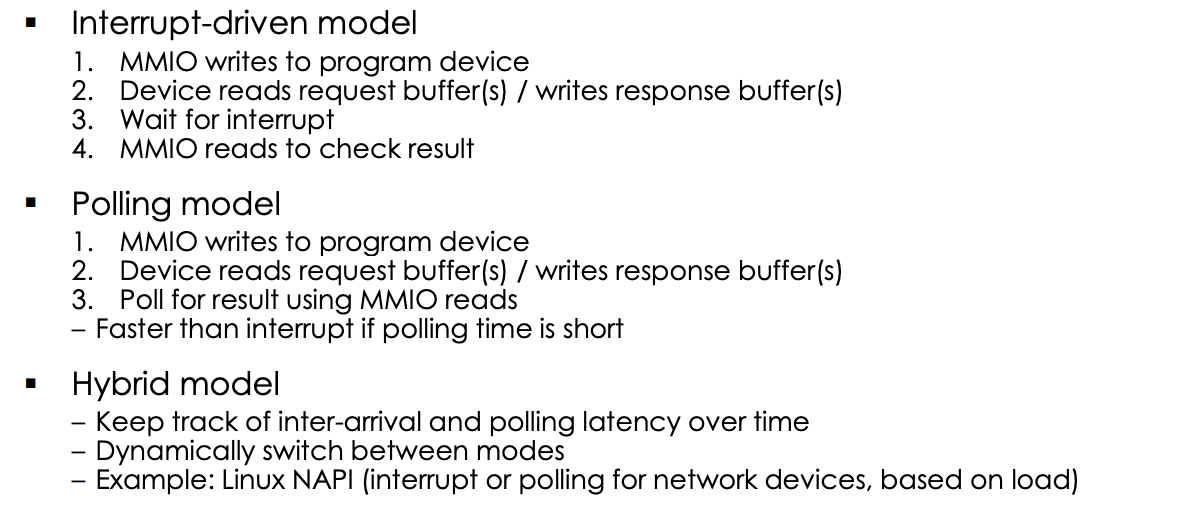 ▪ Interrupt-driven model
1. MMIO writes to program device
2. Device reads request buffer(s) / writes response buffer(s)
3. Wait for interrupt
4. MMIO reads to check result
▪ Polling model
1. MMIO writes to program device
2. Device reads request buffer(s) / writes response buffer(s)
3. Poll for result using MMIO reads
– Faster than interrupt if polling time is short
▪ Hybrid model
– Keep track of inter-arrival and polling latency over time
– Dynamically switch between modes
– Example: Linux NAPI (interrupt or polling for network devices, based on load)